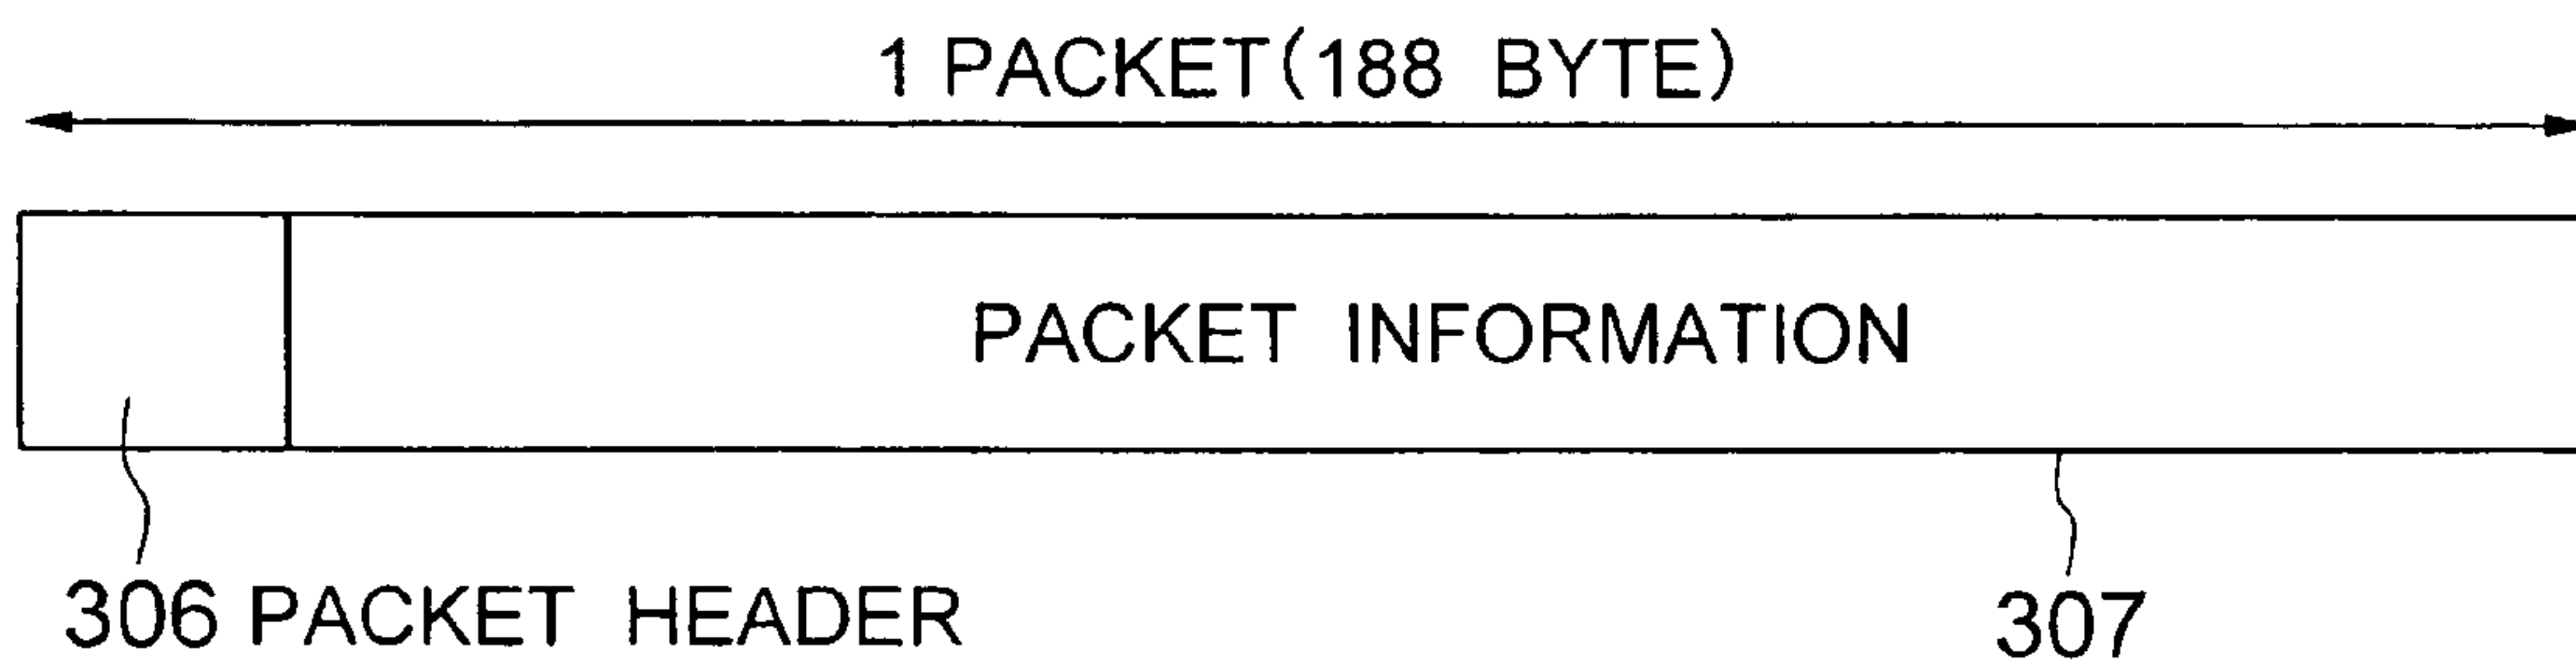 1 PACKET(188 BYTE)
PACKET INFORMATION
306 PACKET HEADER
307